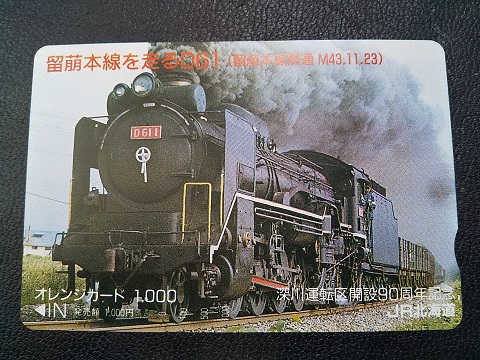 留萠本線を走るD61 (留萠本線開通 M43.11.23)
D61 1
オレンジカード 1,000
深川運転区開設90周年記念
◀IN 発売額 1,000円
JR北海道